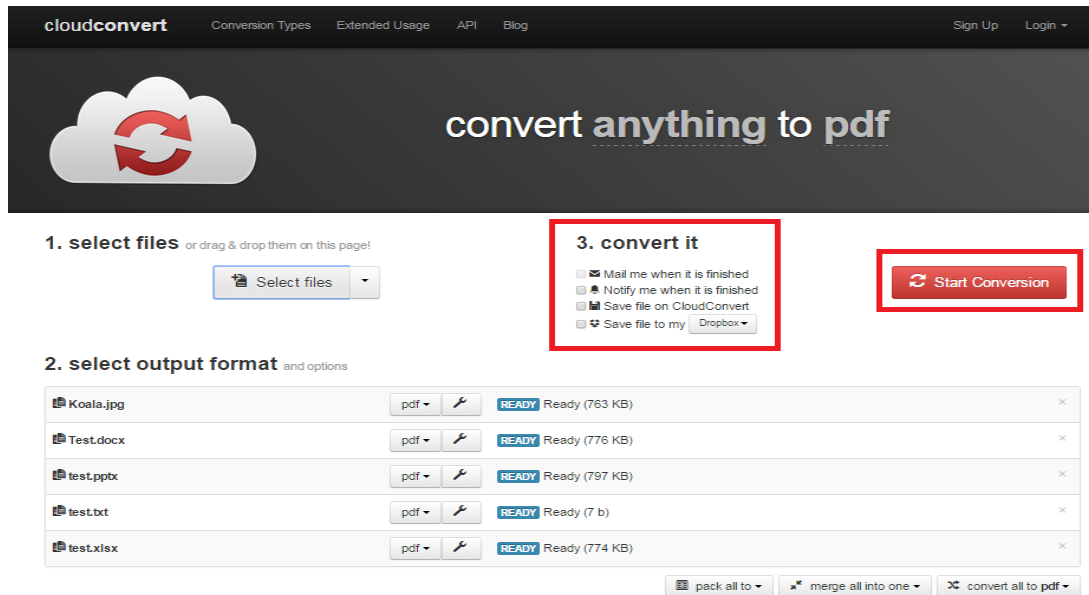 cloudconvert Conversion Types Extended Usage API Blog Sign Up Login
convert anything to pdf
1. select files or drag & drop them on this page!
Select files
3. convert it
Mail me when it is finished
Notify me when it is finished
Save file on CloudConvert
Save file to my Dropbox
Start Conversion
2. select output format and options
Koala.jpg pdf READY Ready (763 KB)
Test.docx pdf READY Ready (776 KB)
test.pptx pdf READY Ready (797 KB)
test.txt pdf READY Ready (7 b)
test.xlsx pdf READY Ready (774 KB)
pack all to merge all into one convert all to pdf